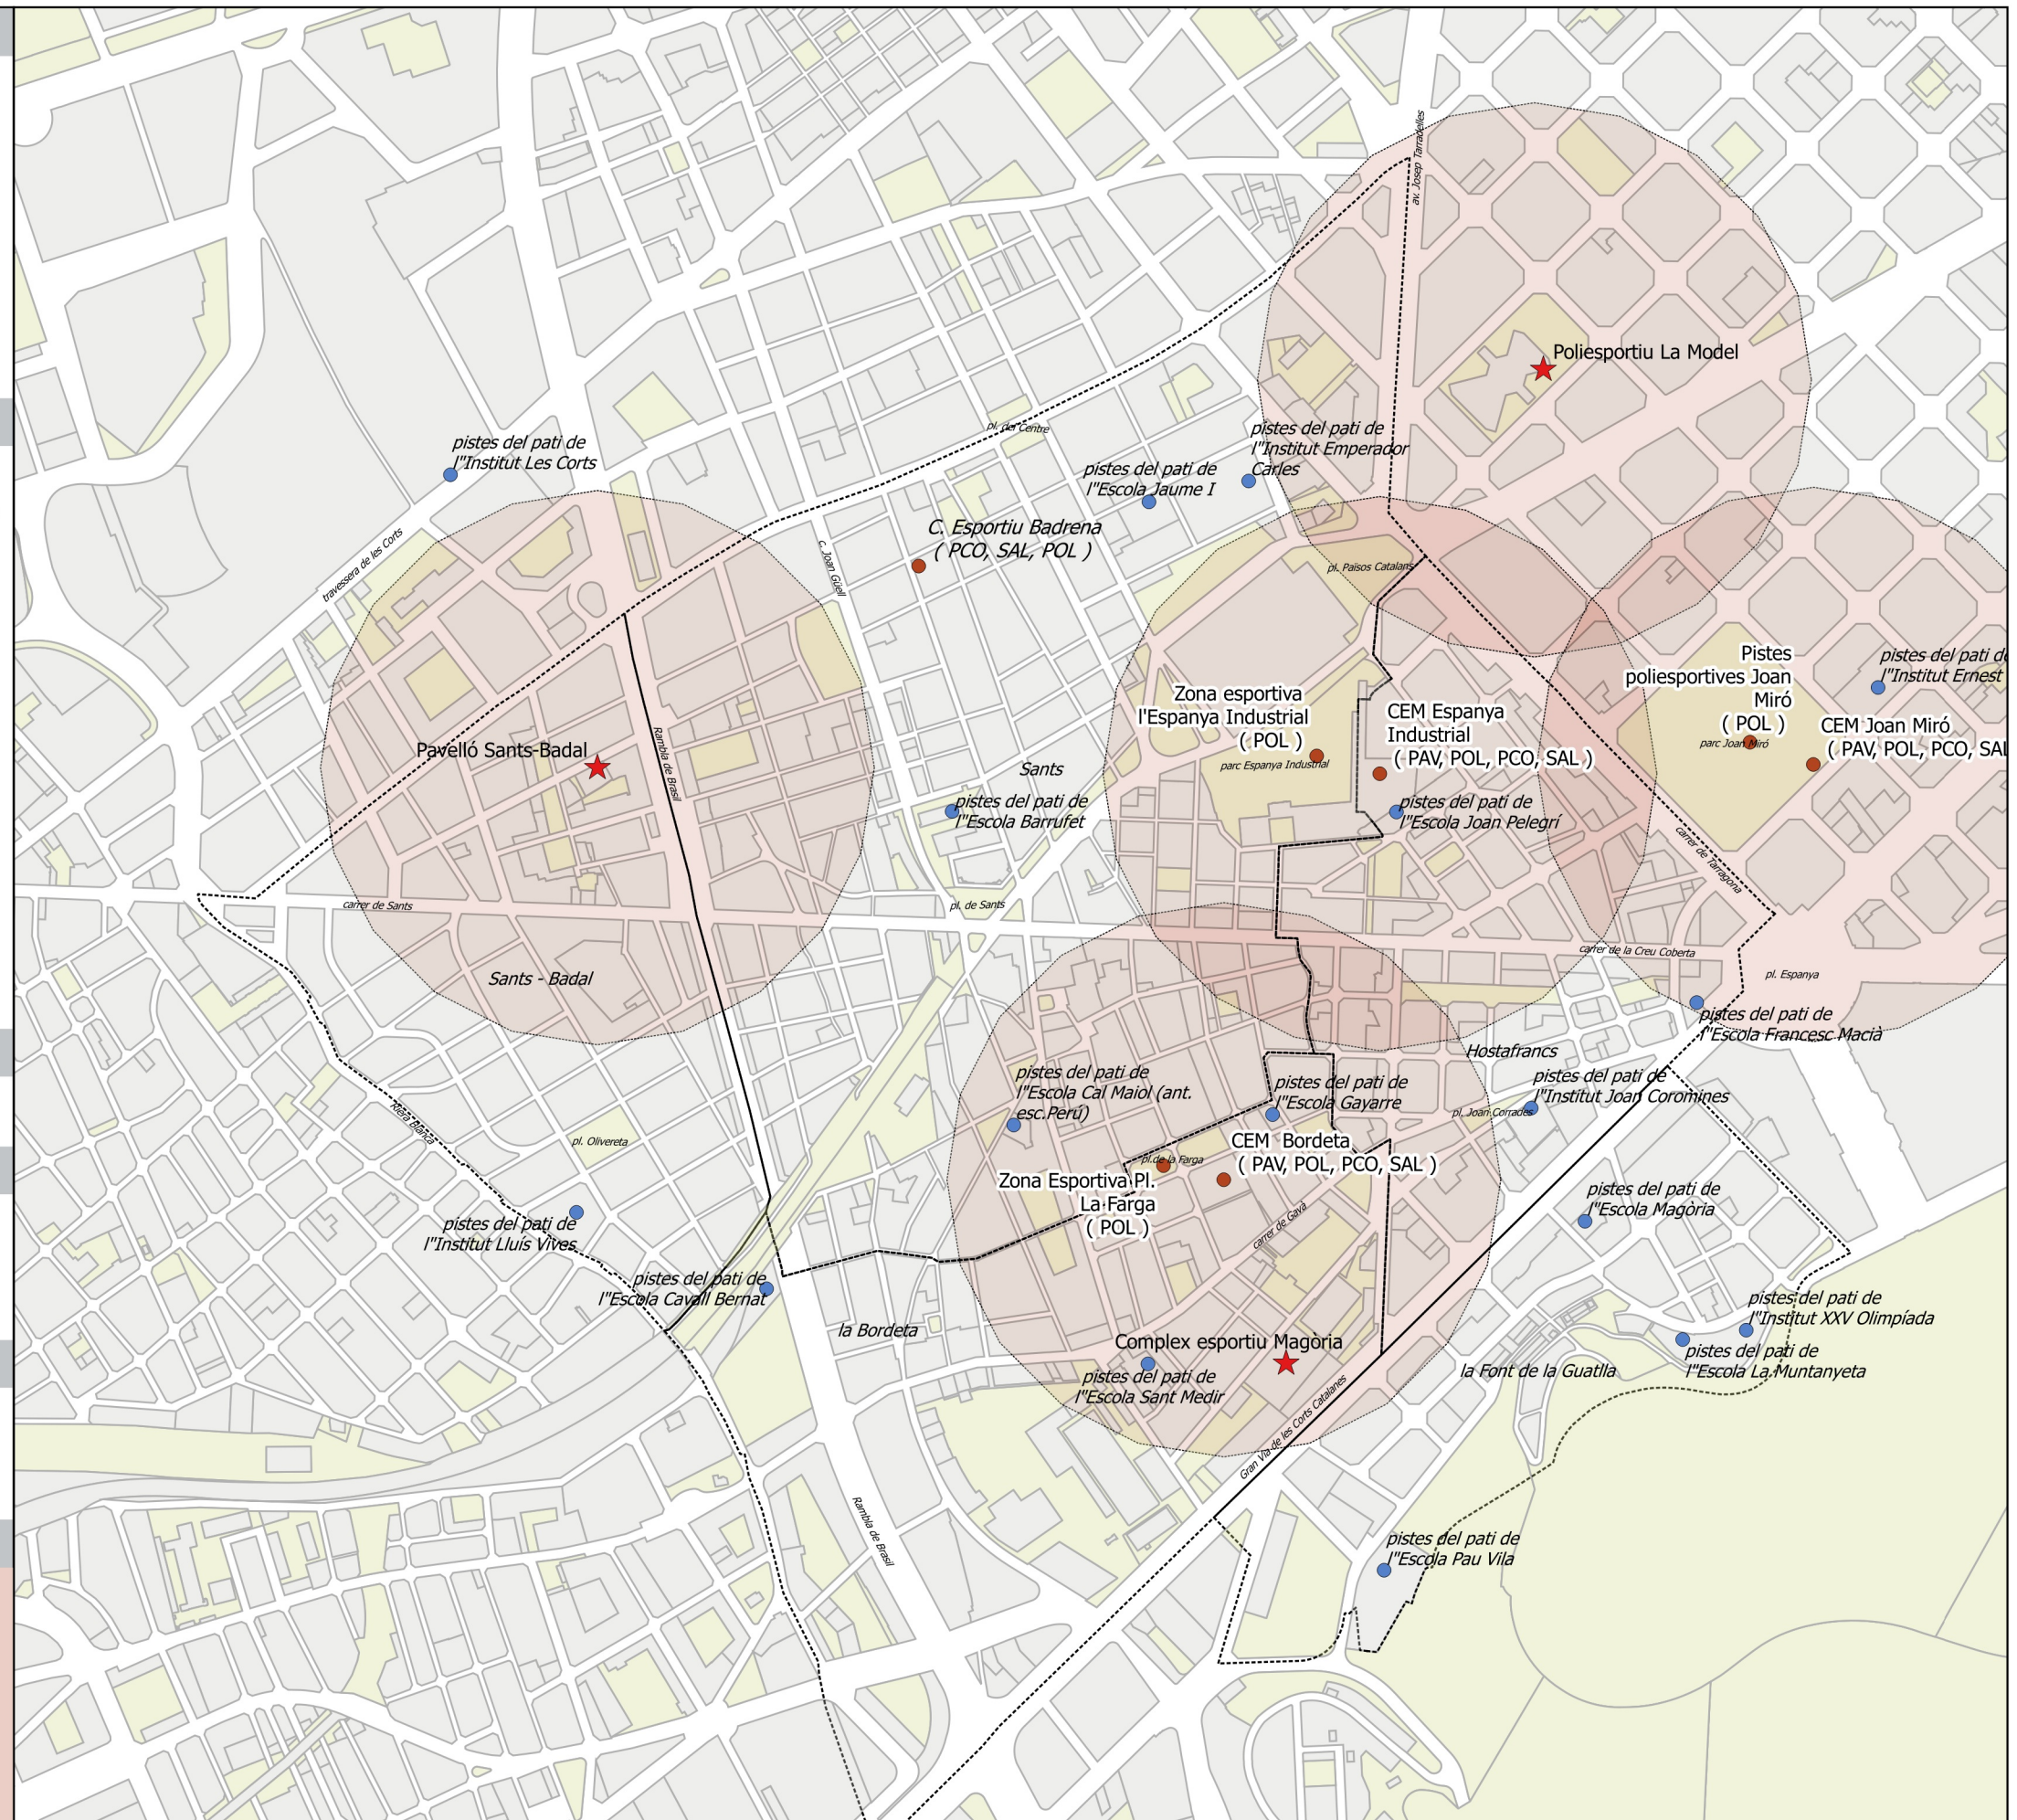 av. Josep Tarradelles
Poliesportiu La Model
pl. del Centre
pistes del pati de
l"Institut Les Corts
pistes del pati de
l"Institut Emperador
Carles
pistes del pati de
l"Escola Jaume I
C. Esportiu Badrena
( PCO, SAL, POL )
travessera de les Corts
c. Joan Güell
pl. Països Catalans
Pistes
poliesportives Joan
Miró
( POL )
parc Joan Miró
pistes del pati de
l"Institut Ernest
CEM Joan Miró
( PAV, POL, PCO, SAL
Zona esportiva
l'Espanya Industrial
( POL )
parc Espanya Industrial
CEM Espanya
Industrial
( PAV, POL, PCO, SAL )
Pavelló Sants-Badal
Rambla de Brasil
Sants
pistes del pati de
l"Escola Barrufet
pistes del pati de
l"Escola Joan Pelegrí
carrer de Tarragona
carrer de Sants
pl. de Sants
carrer de la Creu Coberta
pl. Espanya
Sants - Badal
pistes del pati de
l"Escola Francesc Macià
Hostafrancs
pistes del pati de
l"Escola Cal Maiol (ant.
esc.Perú)
pistes del pati de
l"Escola Gayarre
pistes del pati de
l"Institut Joan Coromines
pl. Joan Corrades
Riera Blanca
pl. Olivereta
CEM  Bordeta
( PAV, POL, PCO, SAL )
pl.de la Farga
Zona Esportiva Pl.
La Farga
( POL )
carrer de Gavà
pistes del pati de
l"Escola Magòria
pistes del pati de
l"Institut Lluís Vives
pistes del pati de
l"Escola Cavall Bernat
la Bordeta
pistes del pati de
l"Institut XXV Olimpíada
Complex esportiu Magòria
pistes del pati de
l"Escola Sant Medir
la Font de la Guatlla
pistes del pati de
l"Escola La Muntanyeta
Gran Via de les Corts Catalanes
Rambla de Brasil
pistes del pati de
l"Escola Pau Vila